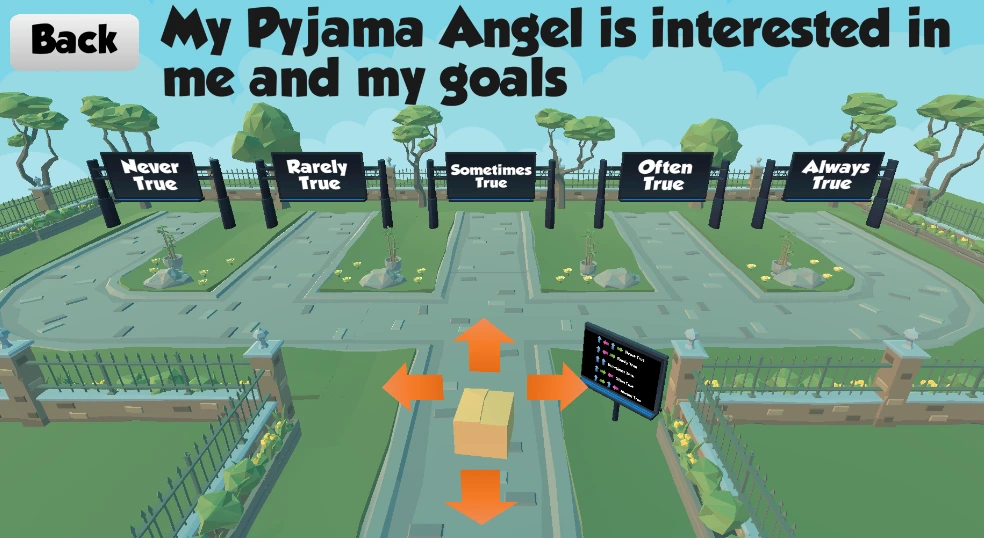 Back
My Pyjama Angel is interested in
me and my goals
Never
True
Rarely
True
Sometimes
True
Often
True
Always
True